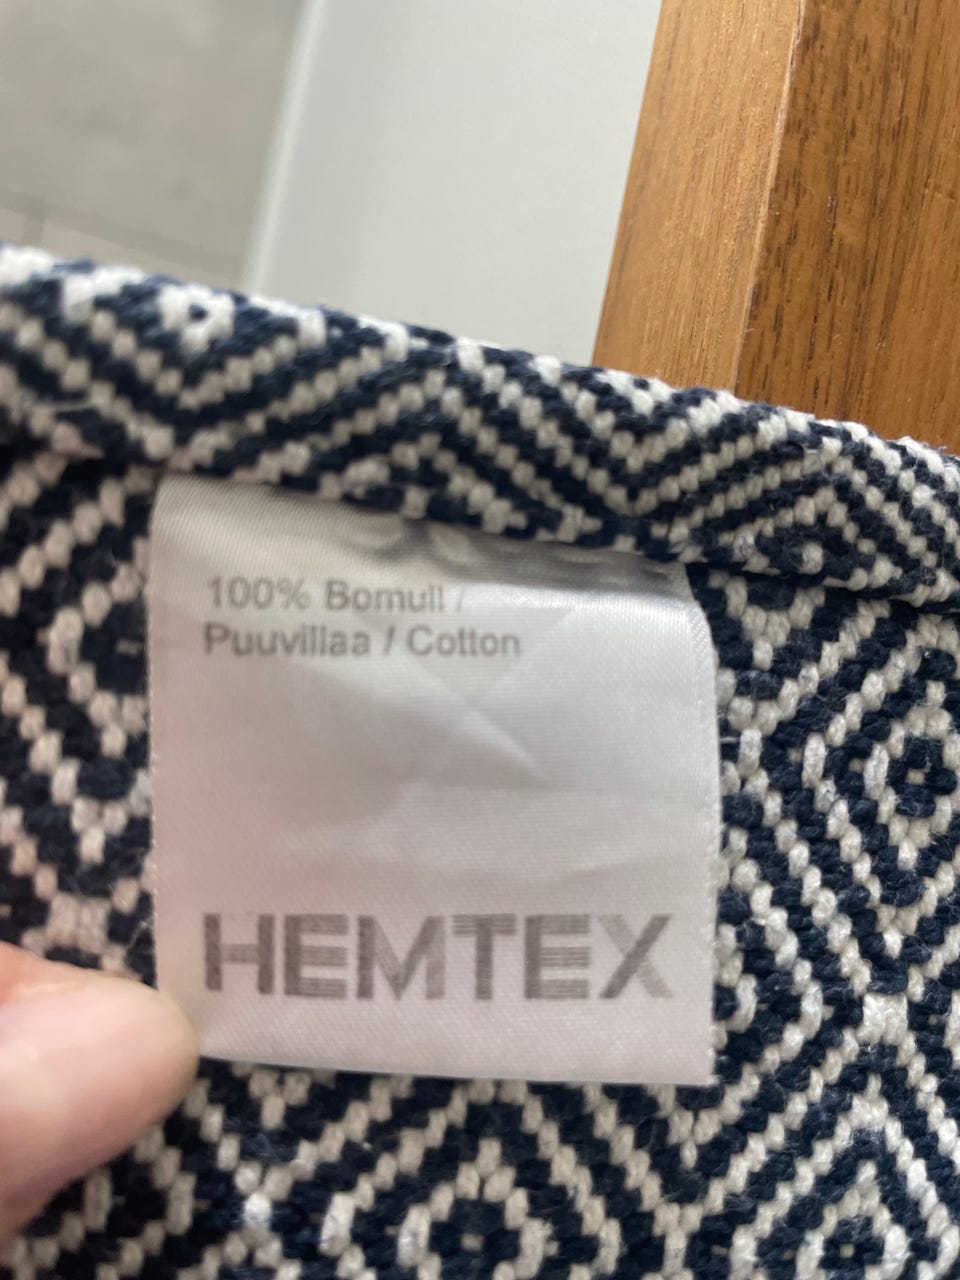 100% Bomull /
Puuvillaa / Cotton
HEMTEX